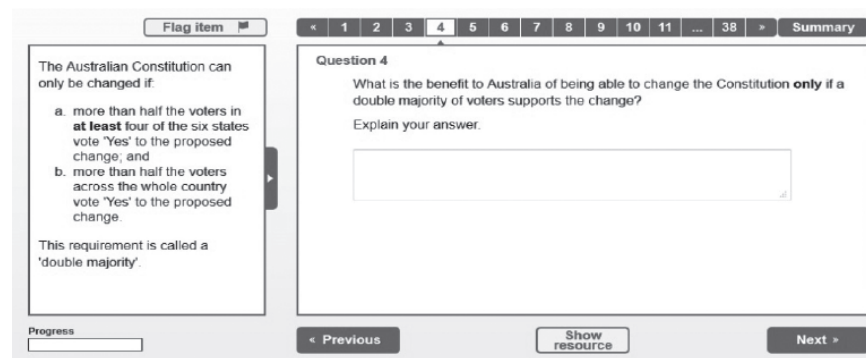 Flag item
« 1 2 3 4 5 6 7 8 9 10 11 ... 38 » Summary
The Australian Constitution can
only be changed if:
a. more than half the voters in
at least four of the six states
vote 'Yes' to the proposed
change; and
b. more than half the voters
across the whole country
vote 'Yes' to the proposed
change.
This requirement is called a
'double majority'.
Question 4
What is the benefit to Australia of being able to change the Constitution only if a
double majority of voters supports the change?
Explain your answer.
Progress
« Previous
Show
resource
Next »